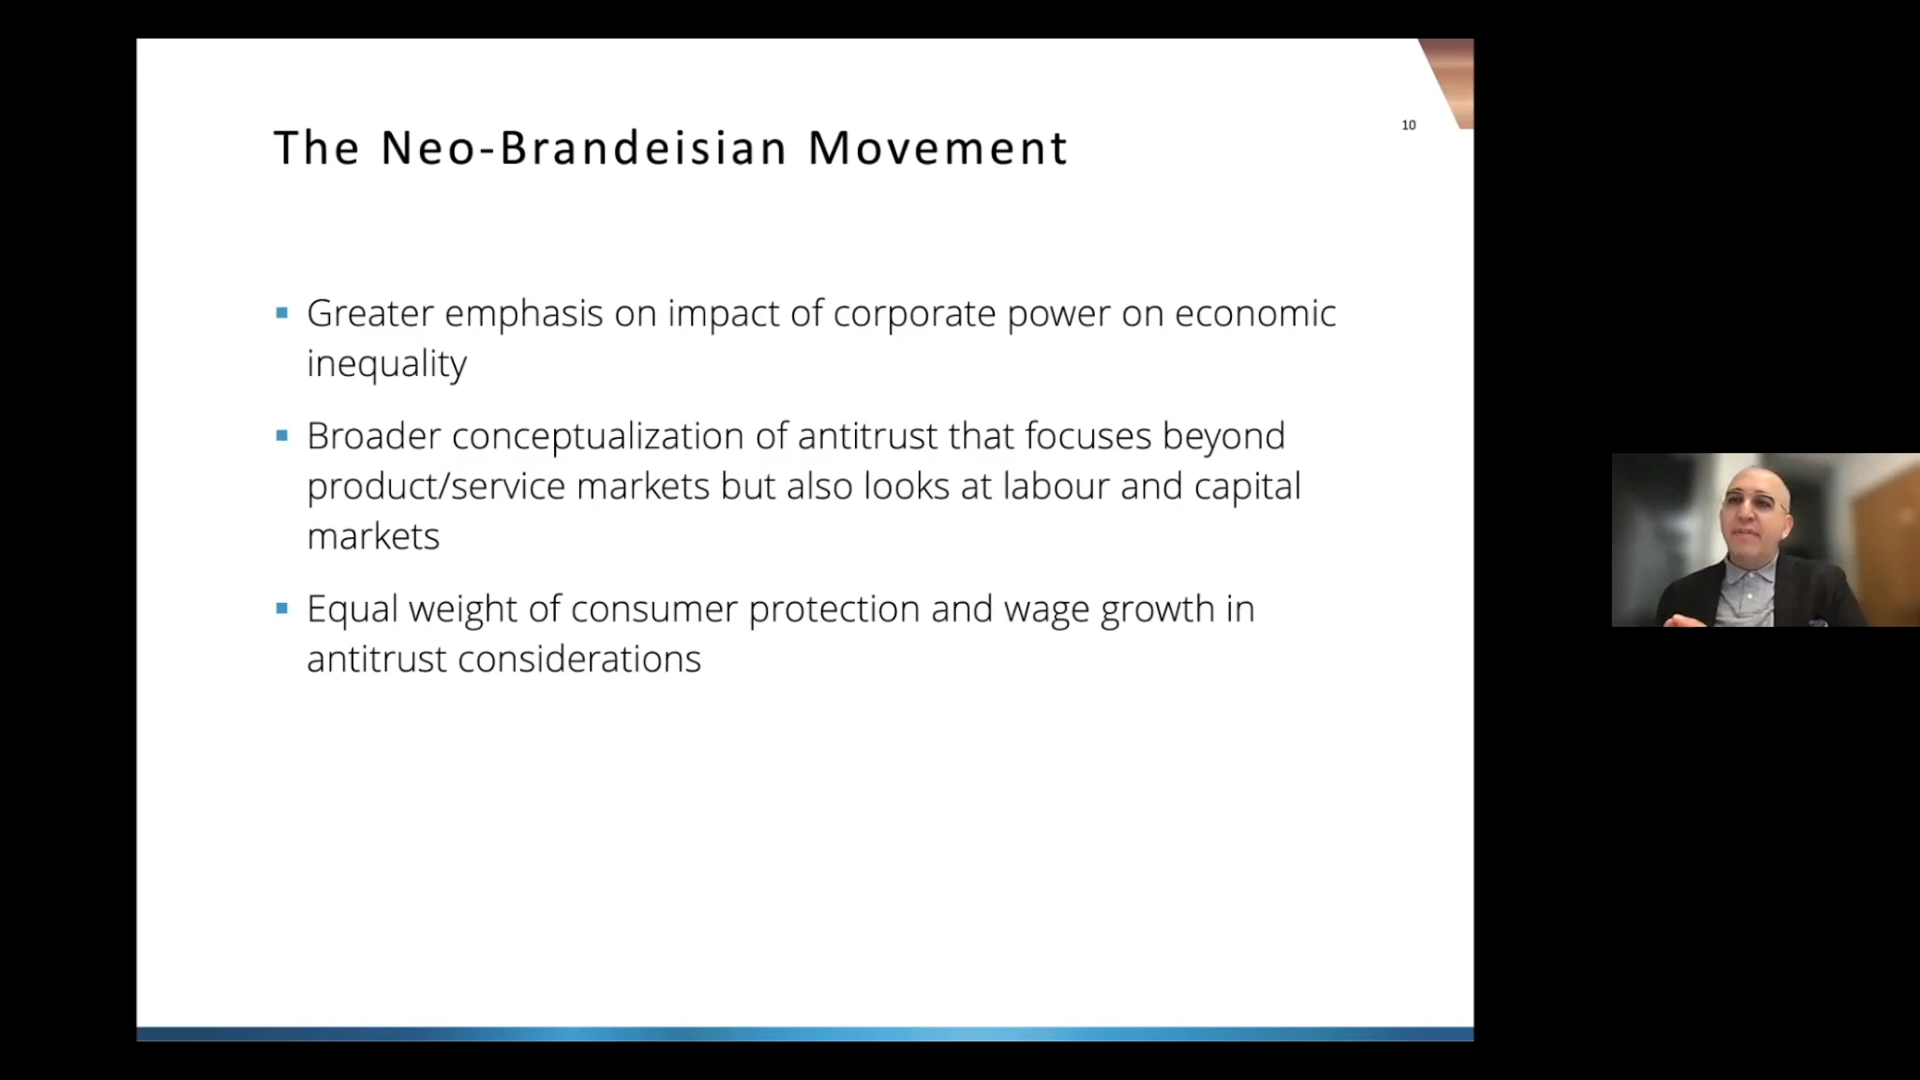 10
The Neo-Brandeisian Movement
Greater emphasis on impact of corporate power on economic
inequality
Broader conceptualization of antitrust that focuses beyond
product/service markets but also looks at labour and capital
markets
Equal weight of consumer protection and wage growth in
antitrust considerations